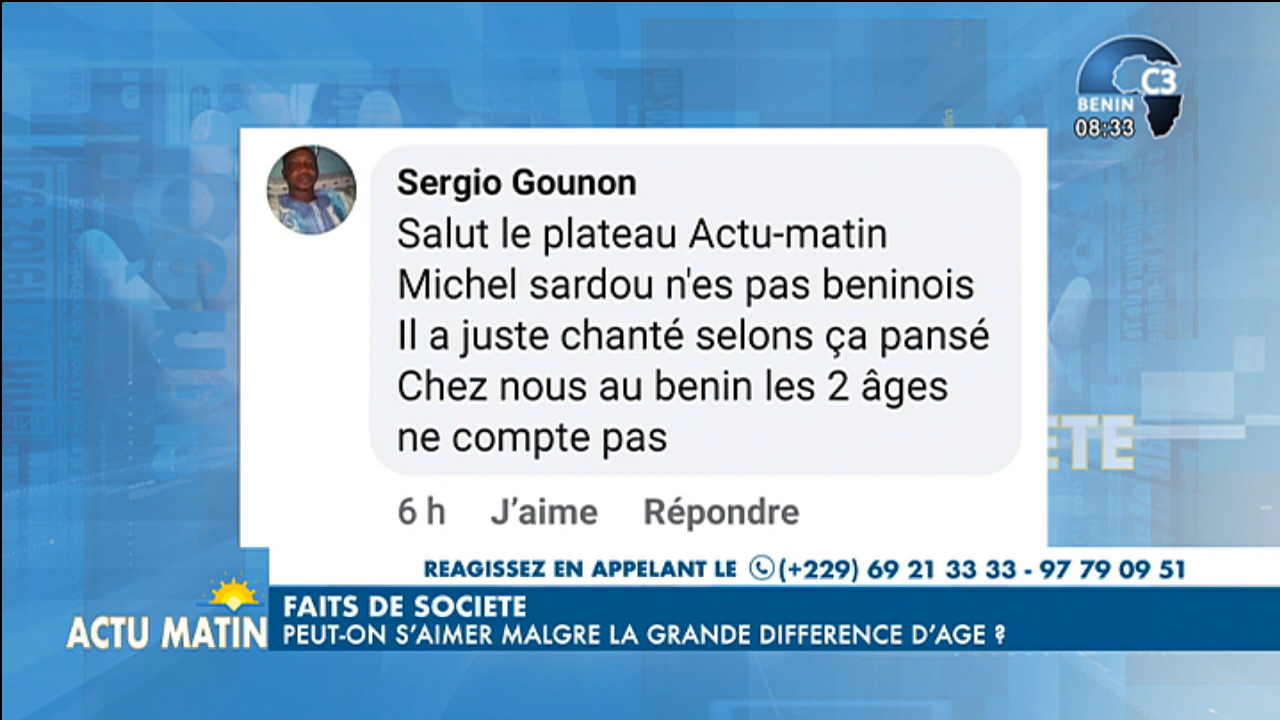 C3
BENIN
08:33
Sergio Gounon
Salut le plateau Actu-matin
Michel sardou n'es pas beninois
Il a juste chanté selons ça pansé
Chez nous au benin les 2 âges
ne compte pas
ETE
6 h J'aime Répondre
REAGISSEZ EN APPELANT LE (+229) 69 21 33 33 - 97 79 09 51
ACTU MATIN
FAITS DE SOCIETE
PEUT-ON S'AIMER MALGRE LA GRANDE DIFFERENCE D'AGE ?